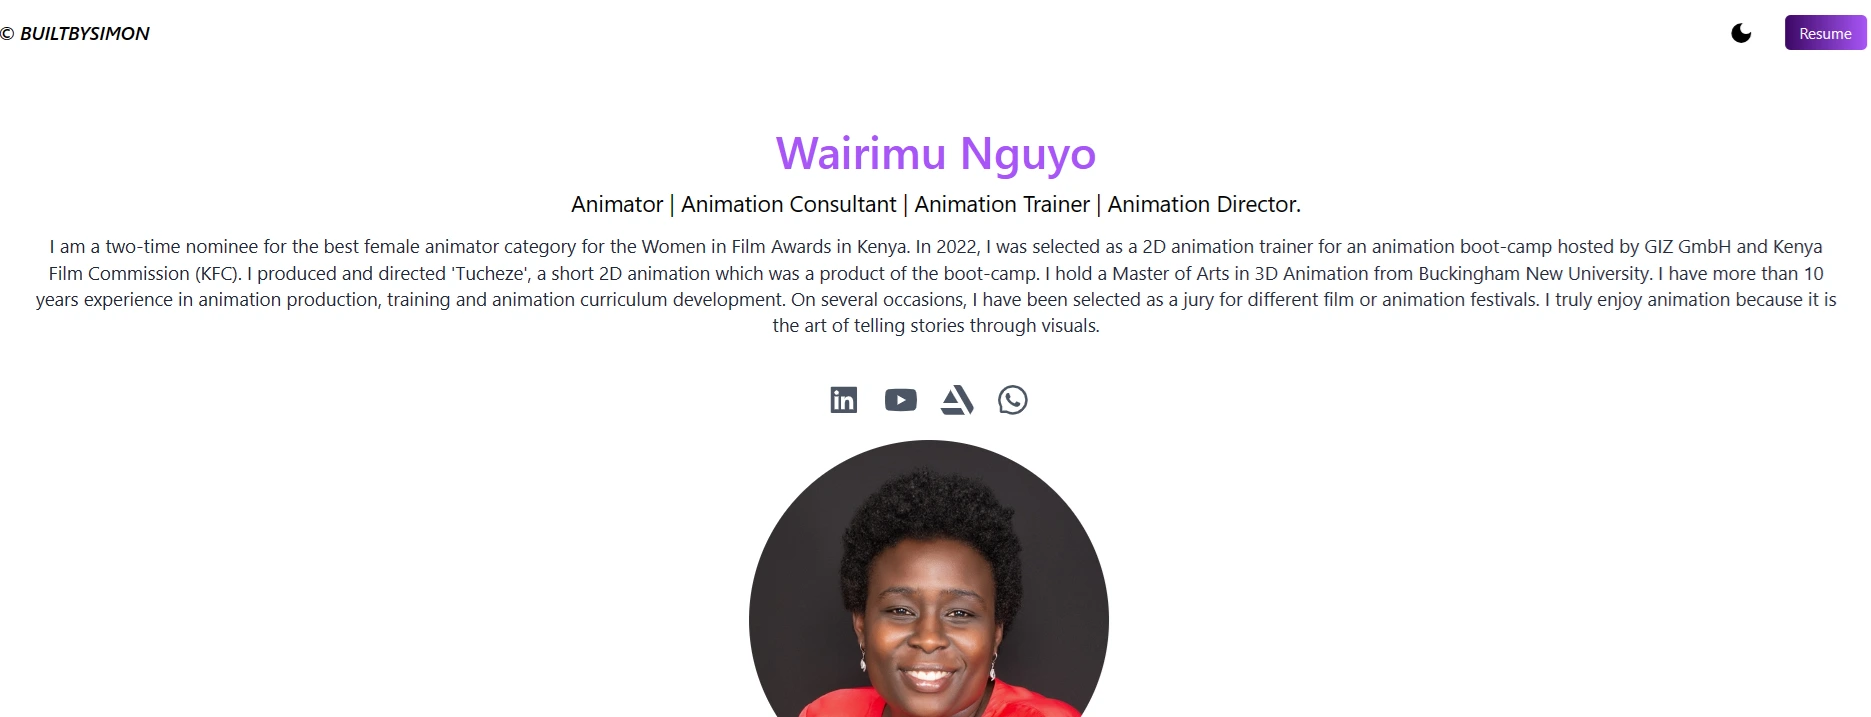 © BUILTBYSIMON
Resume
Wairimu Nguyo
Animator | Animation Consultant | Animation Trainer | Animation Director.
I am a two-time nominee for the best female animator category for the Women in Film Awards in Kenya. In 2022, I was selected as a 2D animation trainer for an animation boot-camp hosted by GIZ GmbH and Kenya
Film Commission (KFC). I produced and directed 'Tucheze', a short 2D animation which was a product of the boot-camp. I hold a Master of Arts in 3D Animation from Buckingham New University. I have more than 10
years experience in animation production, training and animation curriculum development. On several occasions, I have been selected as a jury for different film or animation festivals. I truly enjoy animation because it is
the art of telling stories through visuals.
in